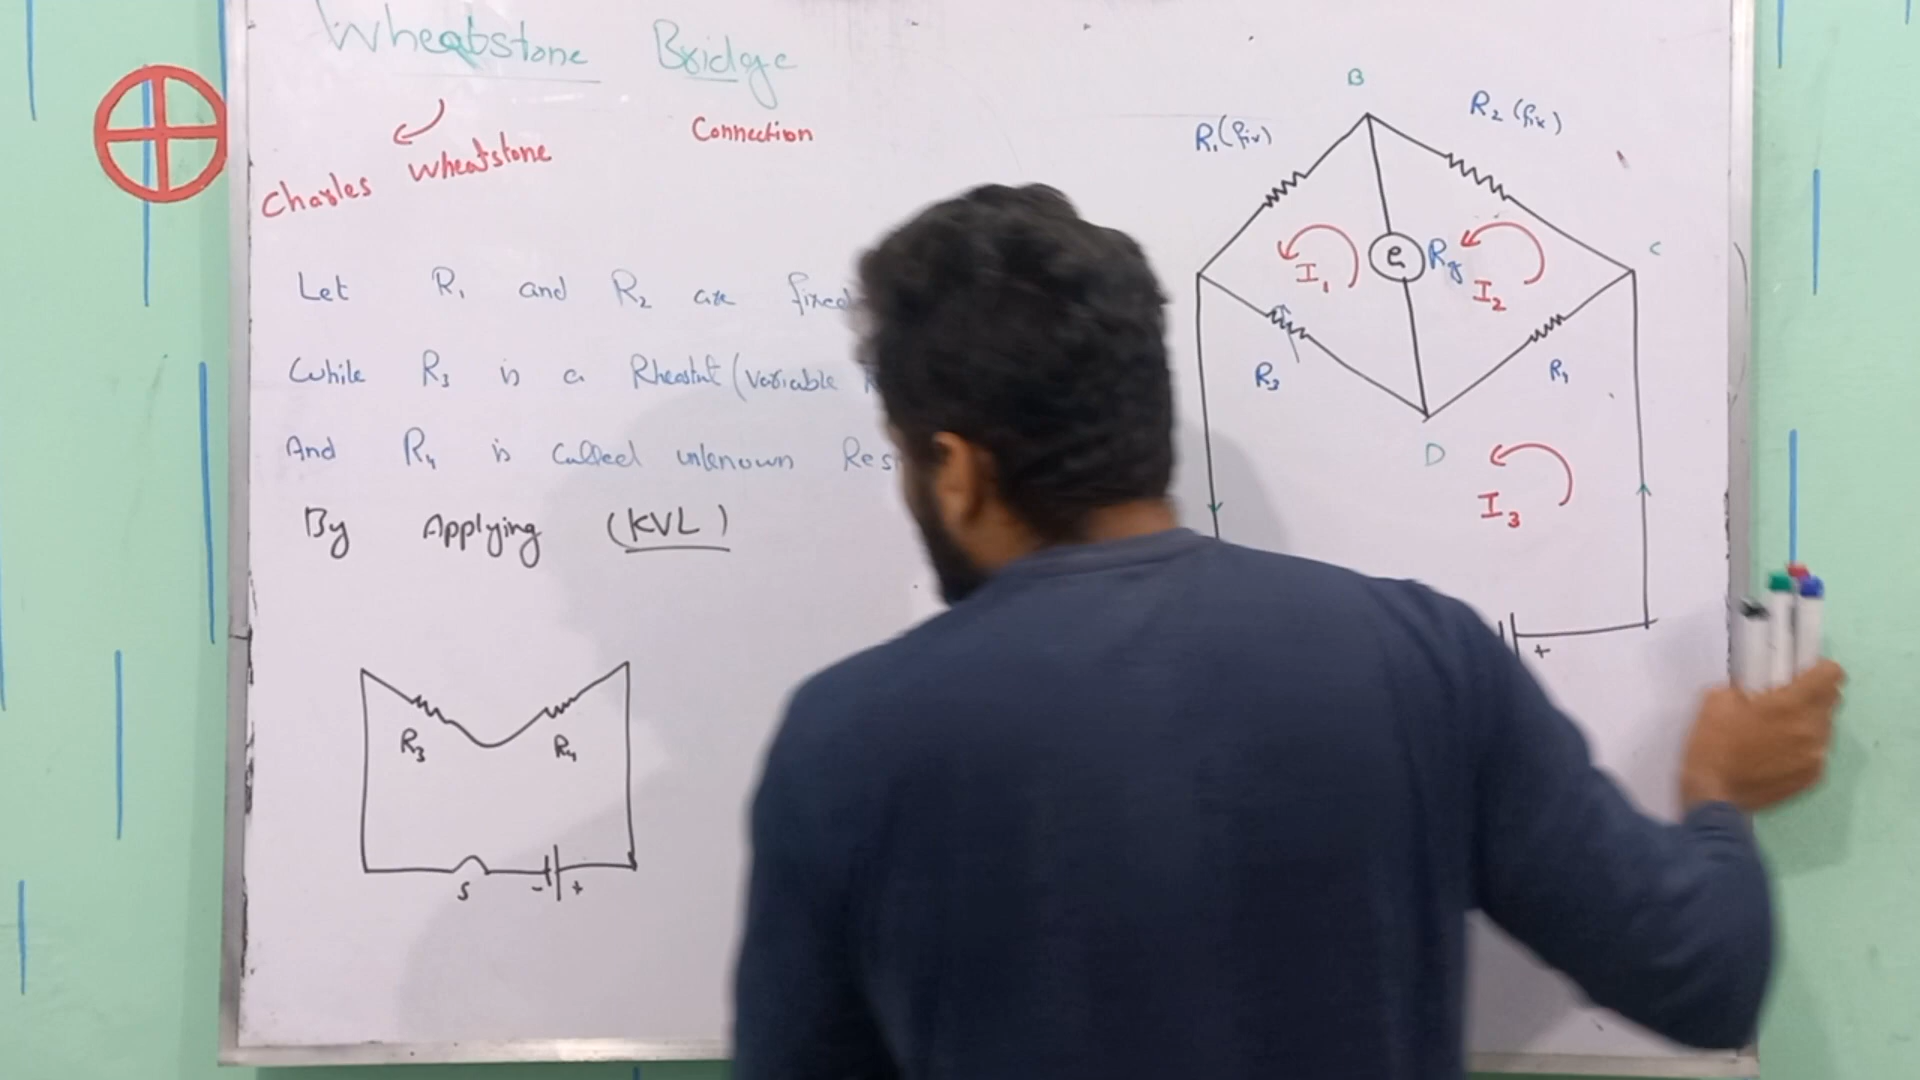 Wheatstone Bridge
Charles Wheatstone
Connection
Let R1 and R2 are fixed
While R3 is a Rheostat (variable
And R4 is called unknown Res
By Applying (KVL)
R3 R4
S - +
B
R1 (fix) R2 (fix)
C
I1 G Rg I2
R3 R4
D
I3
+